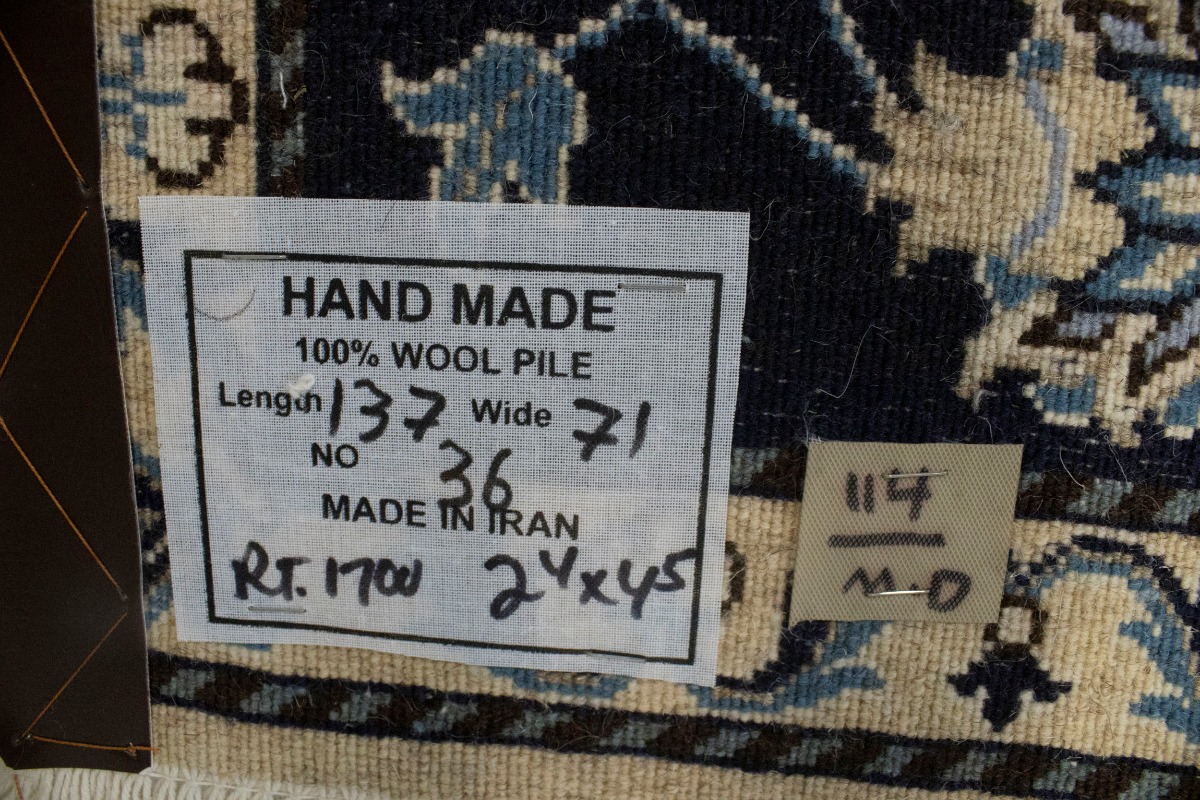 HAND MADE
100% WOOL PILE
Length 137 Wide 71
NO 36
MADE IN IRAN
RT. 1700 2⁴x4⁵
114
M.O